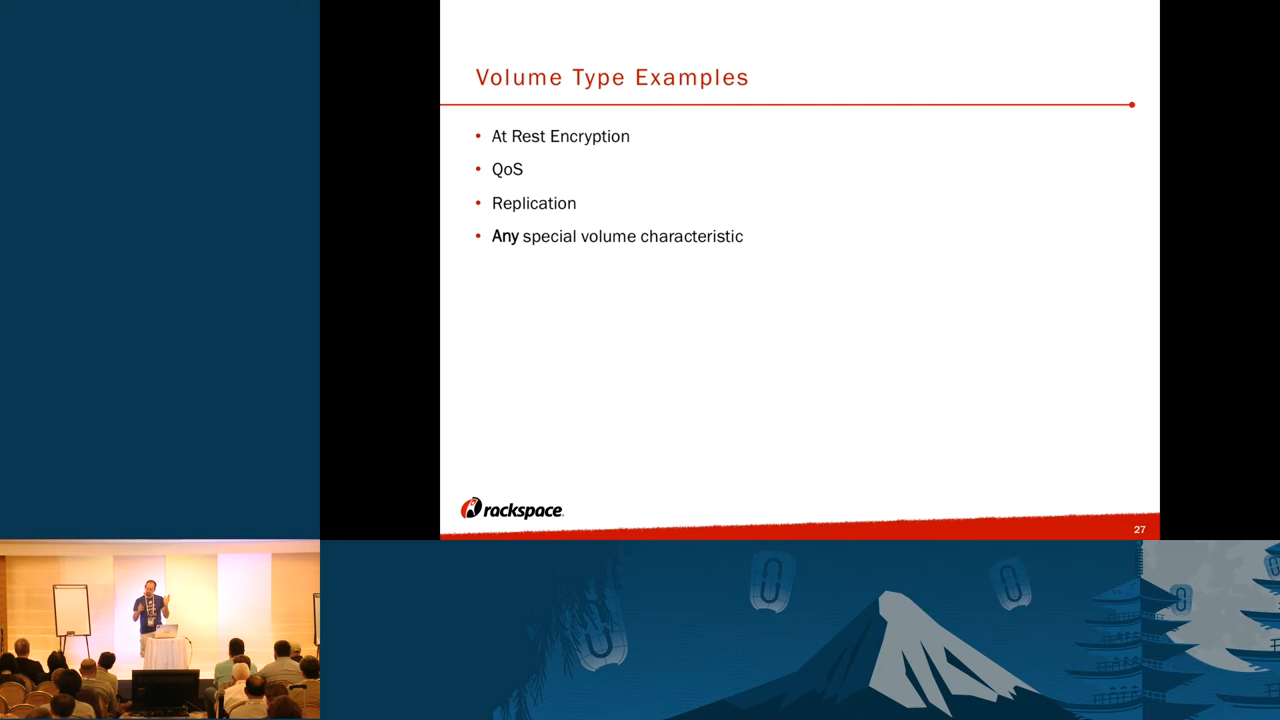 Volume Type Examples
• At Rest Encryption
• QoS
• Replication
• Any special volume characteristic
rackspace
27